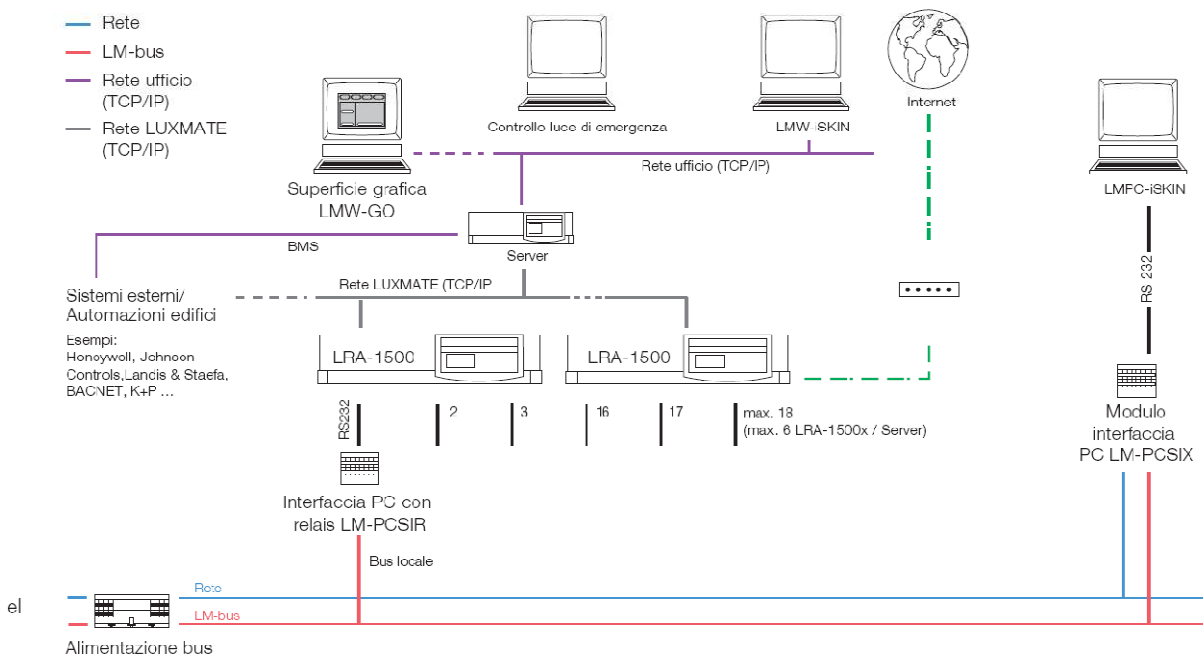 Rete
LM-bus
Rete ufficio
(TCP/IP)
Rete LUXMATE
(TCP/IP)
Controllo luce di emergenza
LMW-iSKIN
Internet
Rete ufficio (TCP/IP)
Superficie grafica
LMW-GO
LMPC-iSKIN
BMS
Server
RS 232
Rete LUXMATE (TCP/IP
Sistemi esterni/
Automazioni edifici
Esempi:
Honeywell, Johnson
Controls,Landis & Staefa,
BACNET, K+P ...
LRA-1500
LRA-1500
RS232
2
3
16
17
max. 18
(max. 6 LRA-1500x / Server)
Modulo
interfaccia
PC LM-PCSIX
Interfaccia PC con
relais LM-PCSIR
Bus locale
Rete
el
LM-bus
Alimentazione bus